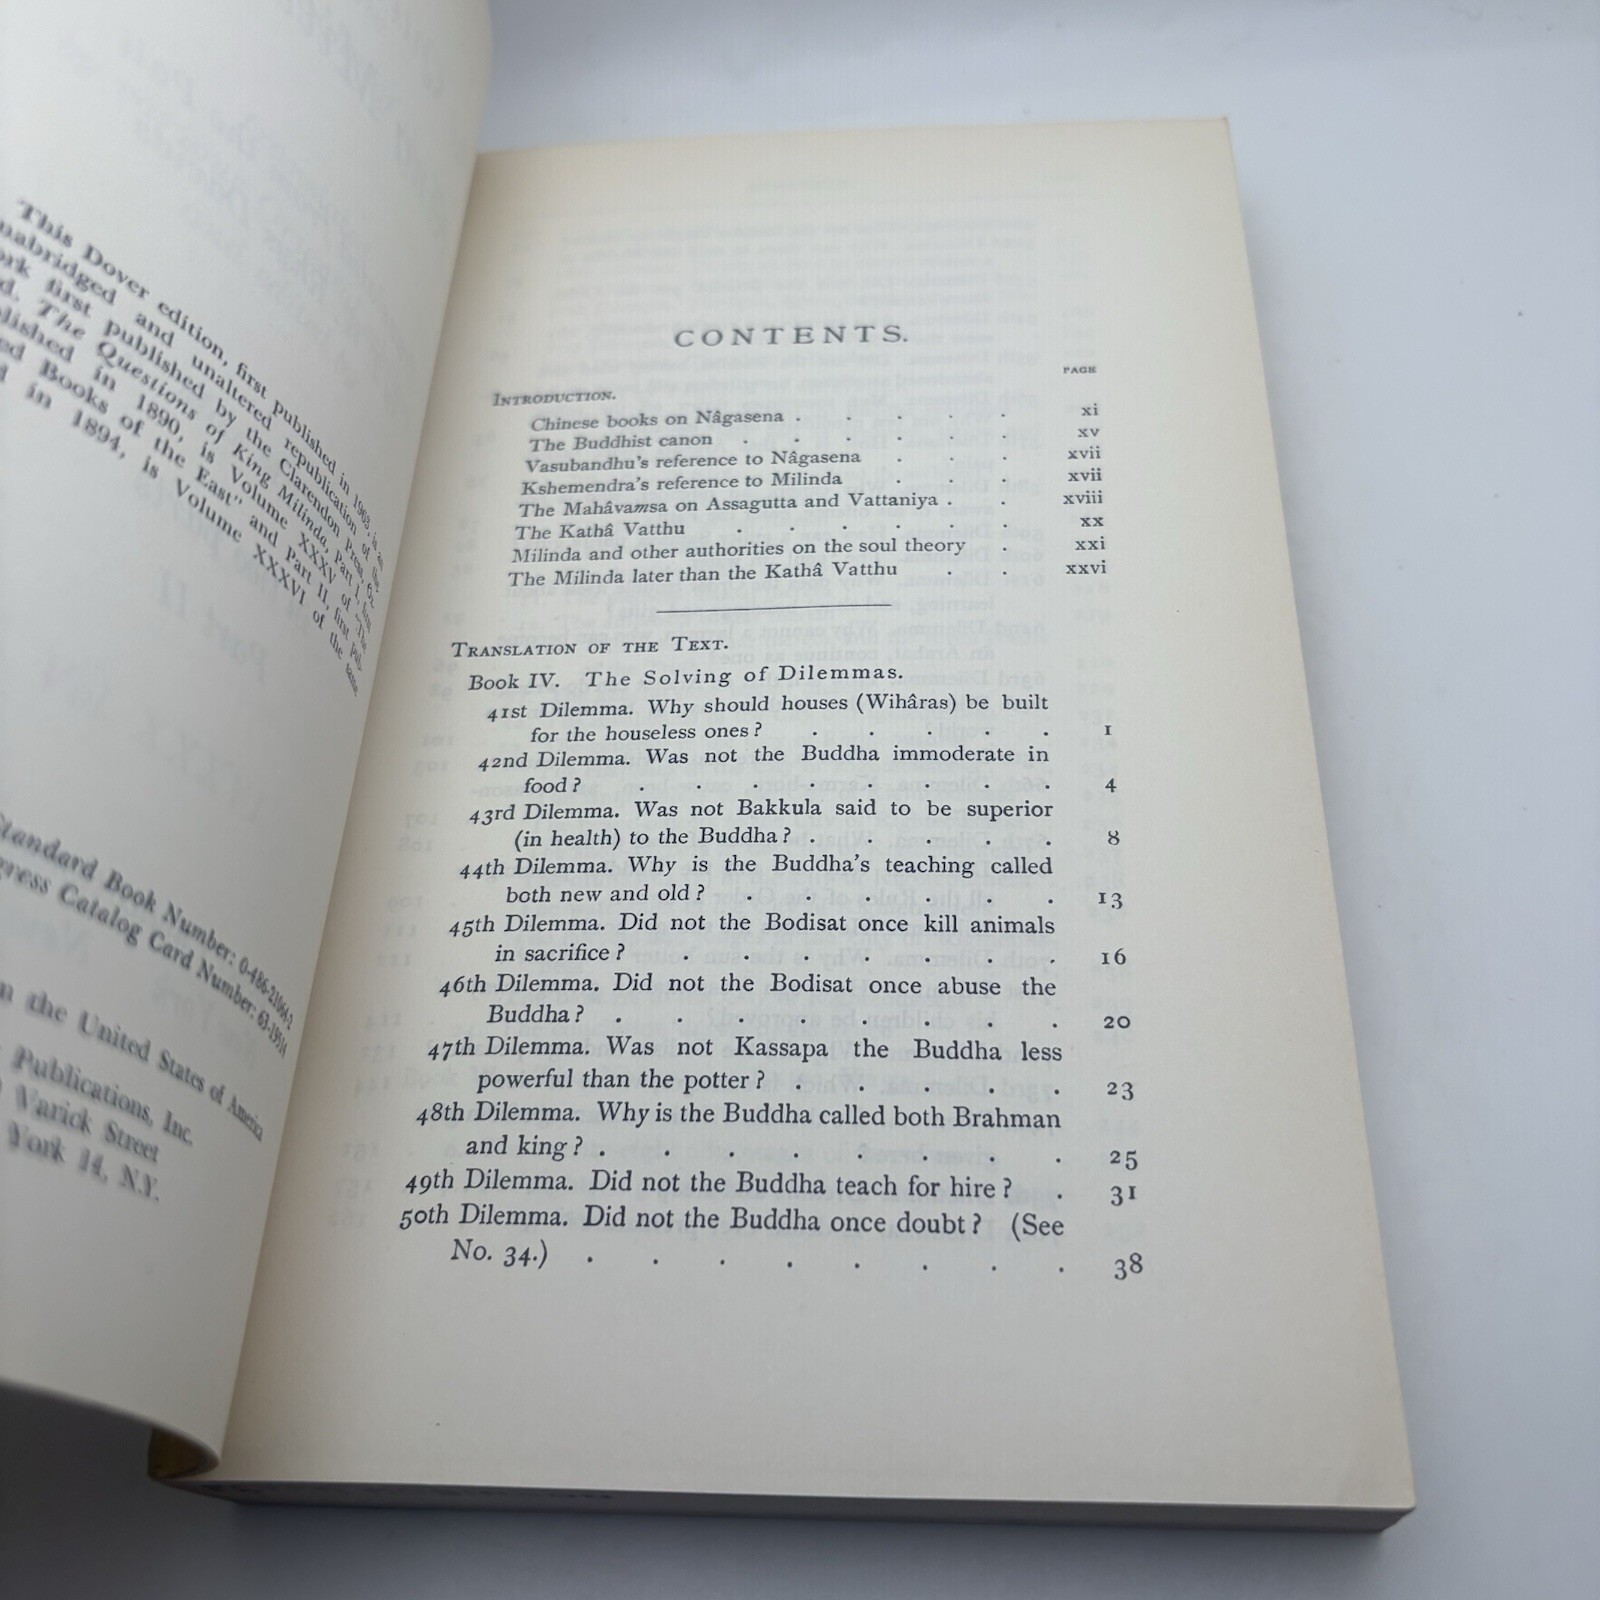 This Dover edition, first published in 1963, is an
unabridged and unaltered republication of the
work first published by the Clarendon Press, as
The Questions of King Milinda, Part I, first
published in 1890, is Volume XXXV of "The
Books of the East" and Part II, first pub-
in 1894, is Volume XXXVI of the same
Standard Book Number: 0-486-21064-2
Catalog Card Number: 63-19514
the United States of America
Publications, Inc.
Varick Street
York 14, N.Y.
CONTENTS.
PAGE
INTRODUCTION.
Chinese books on Nâgasena . . . . . xi
The Buddhist canon . . . . . . xv
Vasubandhu's reference to Nâgasena . . . xvii
Kshemendra's reference to Milinda . . . xvii
The Mahâvamsa on Assagutta and Vattaniya . . xviii
The Kathâ Vatthu . . . . . . xx
Milinda and other authorities on the soul theory . xxi
The Milinda later than the Kathâ Vatthu . . xxvi
TRANSLATION OF THE TEXT.
Book IV. The Solving of Dilemmas.
41st Dilemma. Why should houses (Wihâras) be built
for the houseless ones? . . . . . 1
42nd Dilemma. Was not the Buddha immoderate in
food? . . . . . . . . 4
43rd Dilemma. Was not Bakkula said to be superior
(in health) to the Buddha? . . . . . 8
44th Dilemma. Why is the Buddha's teaching called
both new and old? . . . . . . 13
45th Dilemma. Did not the Bodisat once kill animals
in sacrifice? . . . . . . . 16
46th Dilemma. Did not the Bodisat once abuse the
Buddha? . . . . . . . . 20
47th Dilemma. Was not Kassapa the Buddha less
powerful than the potter? . . . . . 23
48th Dilemma. Why is the Buddha called both Brahman
and king? . . . . . . . . 25
49th Dilemma. Did not the Buddha teach for hire? . 31
50th Dilemma. Did not the Buddha once doubt? (See
No. 34.) . . . . . . . . 38